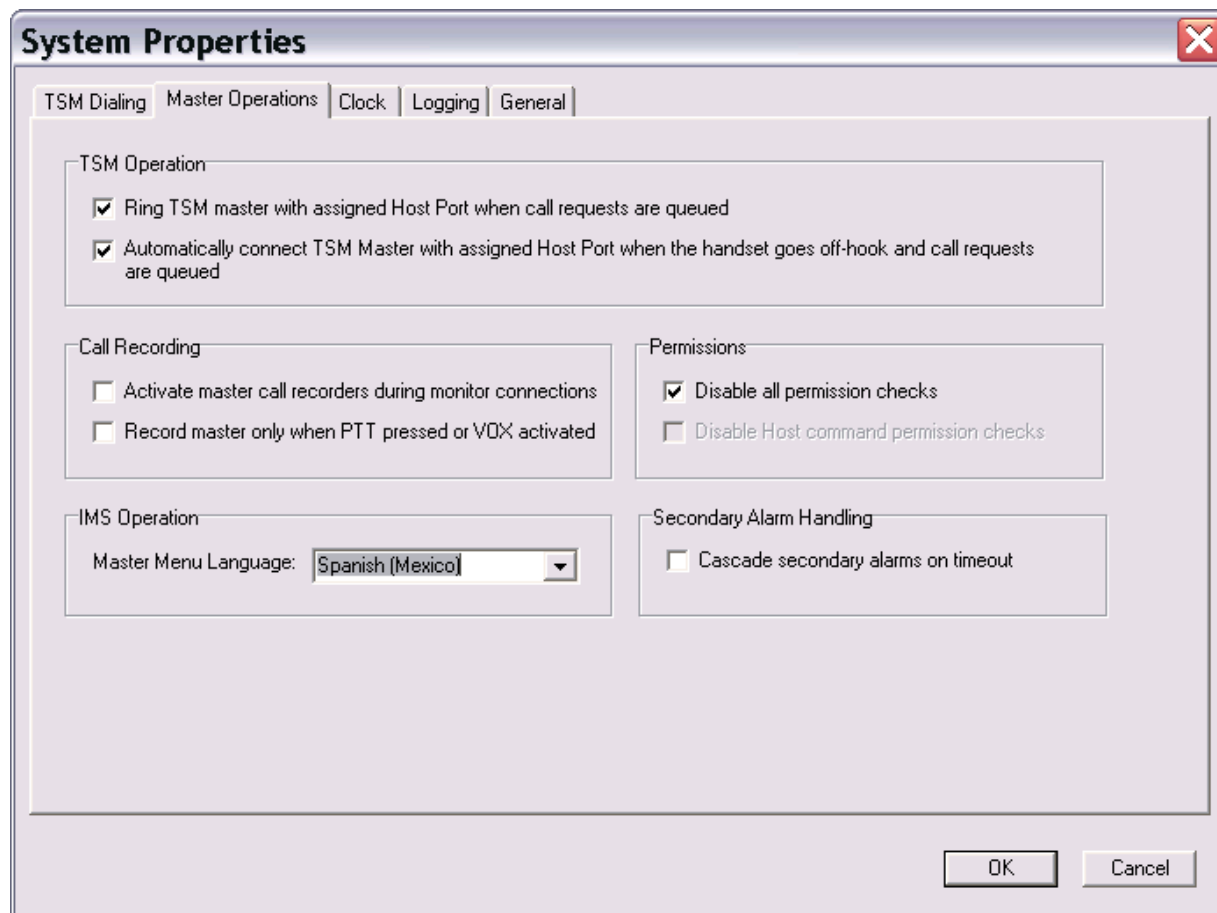 System Properties
TSM Dialing
Master Operations
Clock
Logging
General
TSM Operation
Ring TSM master with assigned Host Port when call requests are queued
Automatically connect TSM Master with assigned Host Port when the handset goes off-hook and call requests
are queued
Call Recording
Activate master call recorders during monitor connections
Record master only when PTT pressed or VOX activated
Permissions
Disable all permission checks
Disable Host command permission checks
IMS Operation
Master Menu Language:
Spanish (Mexico)
Secondary Alarm Handling
Cascade secondary alarms on timeout
OK
Cancel